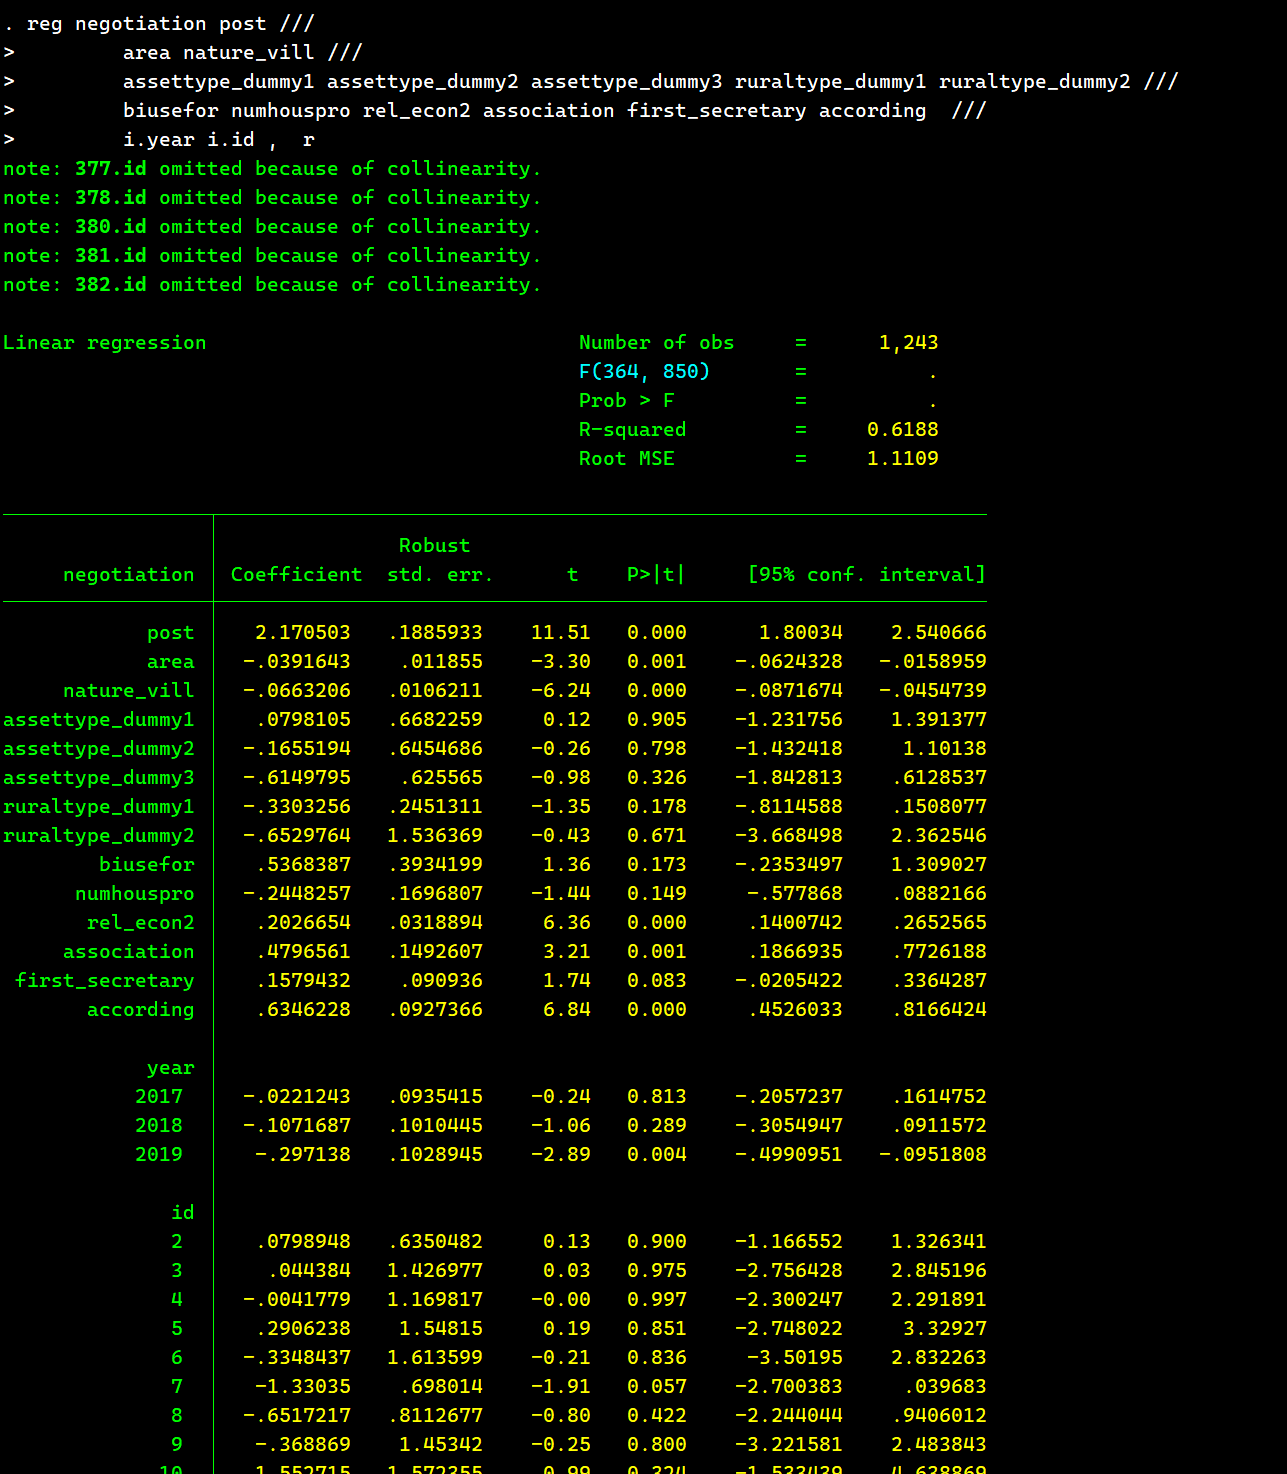 . reg negotiation post ///
> area nature_vill ///
> assettype_dummy1 assettype_dummy2 assettype_dummy3 ruraltype_dummy1 ruraltype_dummy2 ///
> biusefor numhouspro rel_econ2 association first_secretary according ///
> i.year i.id , r
note: 377.id omitted because of collinearity.
note: 378.id omitted because of collinearity.
note: 380.id omitted because of collinearity.
note: 381.id omitted because of collinearity.
note: 382.id omitted because of collinearity.
Linear regression Number of obs = 1,243
F(364, 850) = .
Prob > F = .
R-squared = 0.6188
Root MSE = 1.1109
Robust
negotiation Coefficient std. err. t P>|t| [95% conf. interval]
post 2.170503 .1885933 11.51 0.000 1.80034 2.540666
area -.0391643 .011855 -3.30 0.001 -.0624328 -.0158959
nature_vill -.0663206 .0106211 -6.24 0.000 -.0871674 -.0454739
assettype_dummy1 .0798105 .6682259 0.12 0.905 -1.231756 1.391377
assettype_dummy2 -.1655194 .6454686 -0.26 0.798 -1.432418 1.10138
assettype_dummy3 -.6149795 .625565 -0.98 0.326 -1.842813 .6128537
ruraltype_dummy1 -.3303256 .2451311 -1.35 0.178 -.8114588 .1508077
ruraltype_dummy2 -.6529764 1.536369 -0.43 0.671 -3.668498 2.362546
biusefor .5368387 .3934199 1.36 0.173 -.2353497 1.309027
numhouspro -.2448257 .1696807 -1.44 0.149 -.577868 .0882166
rel_econ2 .2026654 .0318894 6.36 0.000 .1400742 .2652565
association .4796561 .1492607 3.21 0.001 .1866935 .7726188
first_secretary .1579432 .090936 1.74 0.083 -.0205422 .3364287
according .6346228 .0927366 6.84 0.000 .4526033 .8166424
year
2017 -.0221243 .0935415 -0.24 0.813 -.2057237 .1614752
2018 -.1071687 .1010445 -1.06 0.289 -.3054947 .0911572
2019 -.297138 .1028945 -2.89 0.004 -.4990951 -.0951808
id
2 .0798948 .6350482 0.13 0.900 -1.166552 1.326341
3 .044384 1.426977 0.03 0.975 -2.756428 2.845196
4 -.0041779 1.169817 -0.00 0.997 -2.300247 2.291891
5 .2906238 1.54815 0.19 0.851 -2.748022 3.32927
6 -.3348437 1.613599 -0.21 0.836 -3.50195 2.832263
7 -1.33035 .698014 -1.91 0.057 -2.700383 .039683
8 -.6517217 .8112677 -0.80 0.422 -2.244044 .9406012
9 -.368869 1.45342 -0.25 0.800 -3.221581 2.483843
10 1.552715 1.572355 0.99 0.324 -1.533439 4.638869